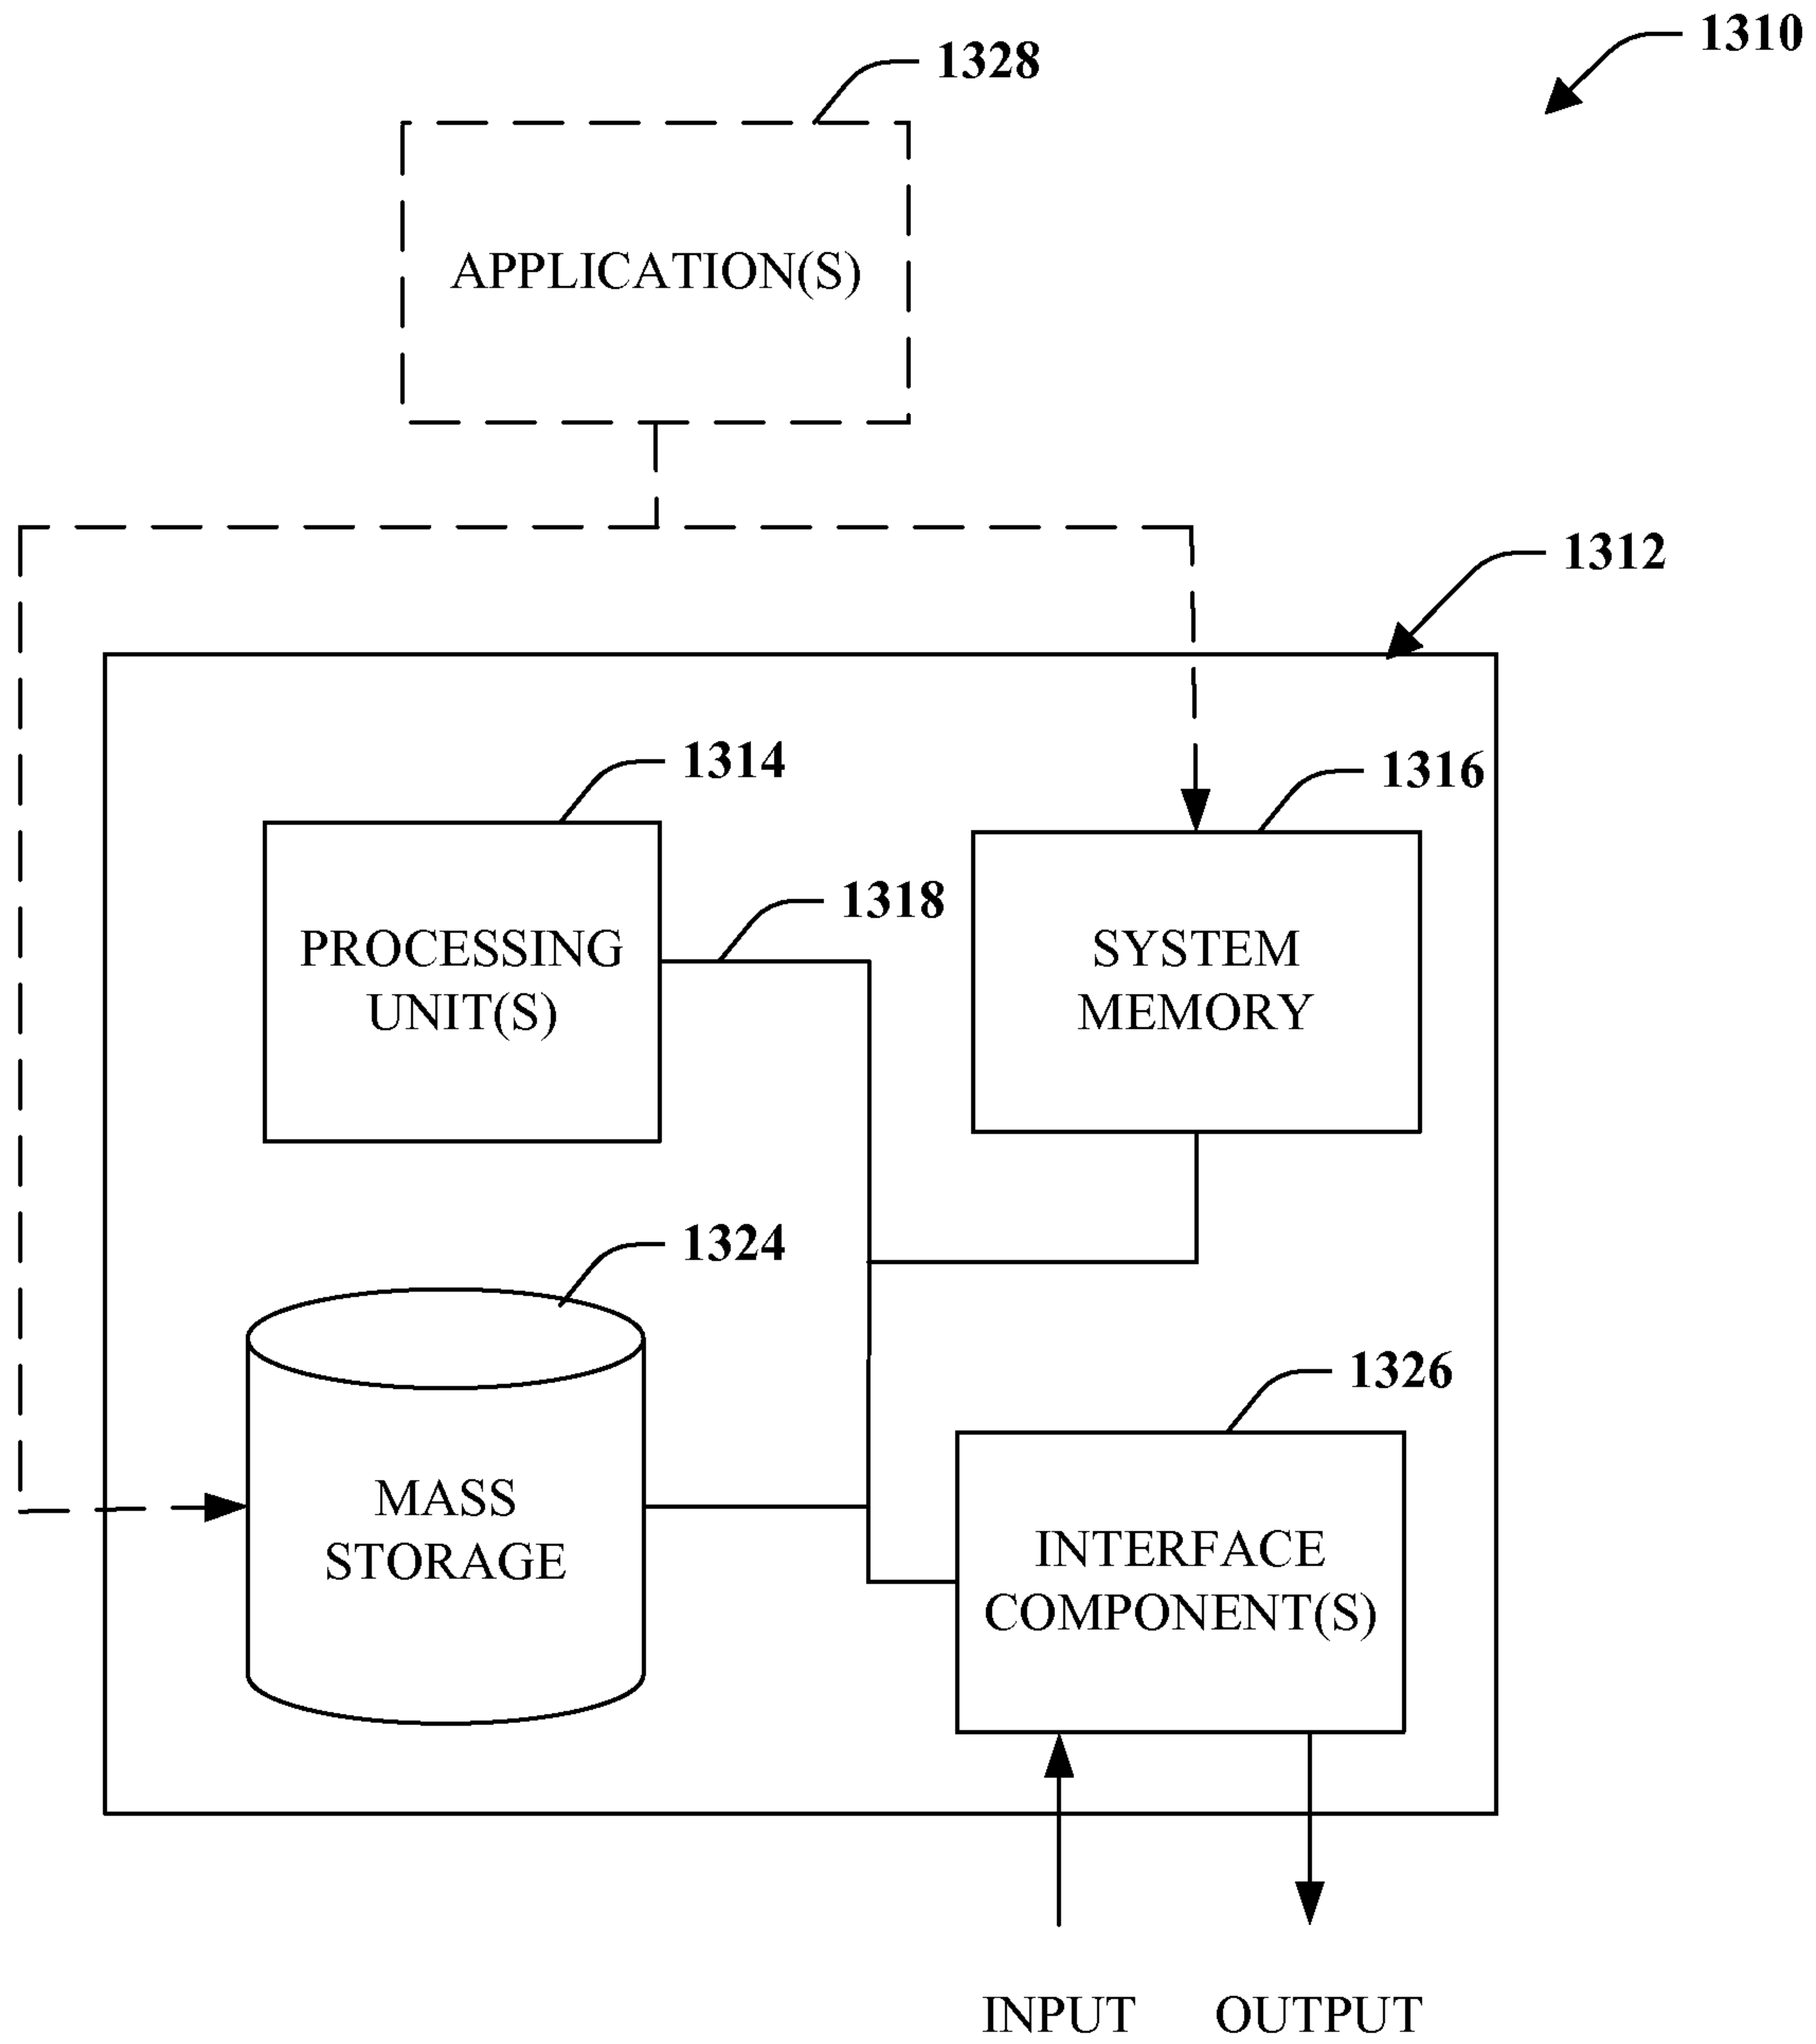 1310
1328
APPLICATION(S)
1312
1314
1316
1318
PROCESSING
UNIT(S)
SYSTEM
MEMORY
1324
1326
MASS
STORAGE
INTERFACE
COMPONENT(S)
INPUT
OUTPUT